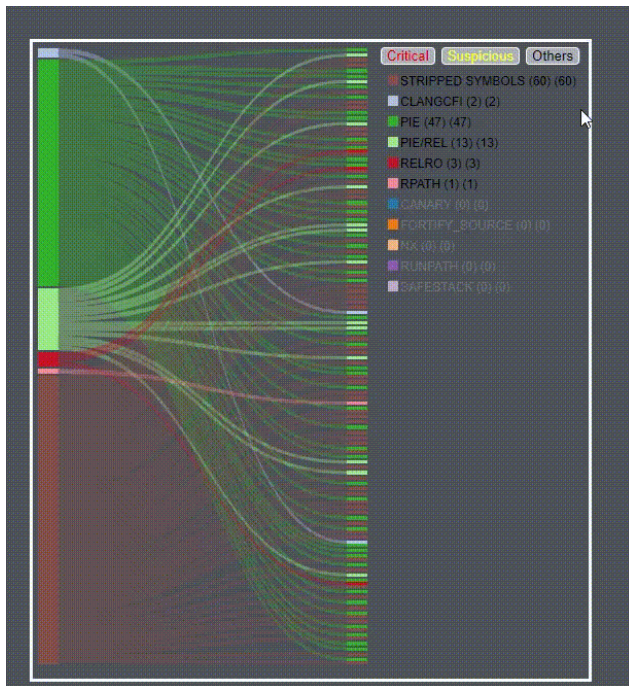 Critical Suspicious Others
STRIPPED SYMBOLS (60) (60)
CLANGCFI (2) (2)
PIE (47) (47)
PIE/REL (13) (13)
RELRO (3) (3)
RPATH (1) (1)
CANARY (0) (0)
FORTIFY_SOURCE (0) (0)
NX (0) (0)
RUNPATH (0) (0)
SAFESTACK (0) (0)